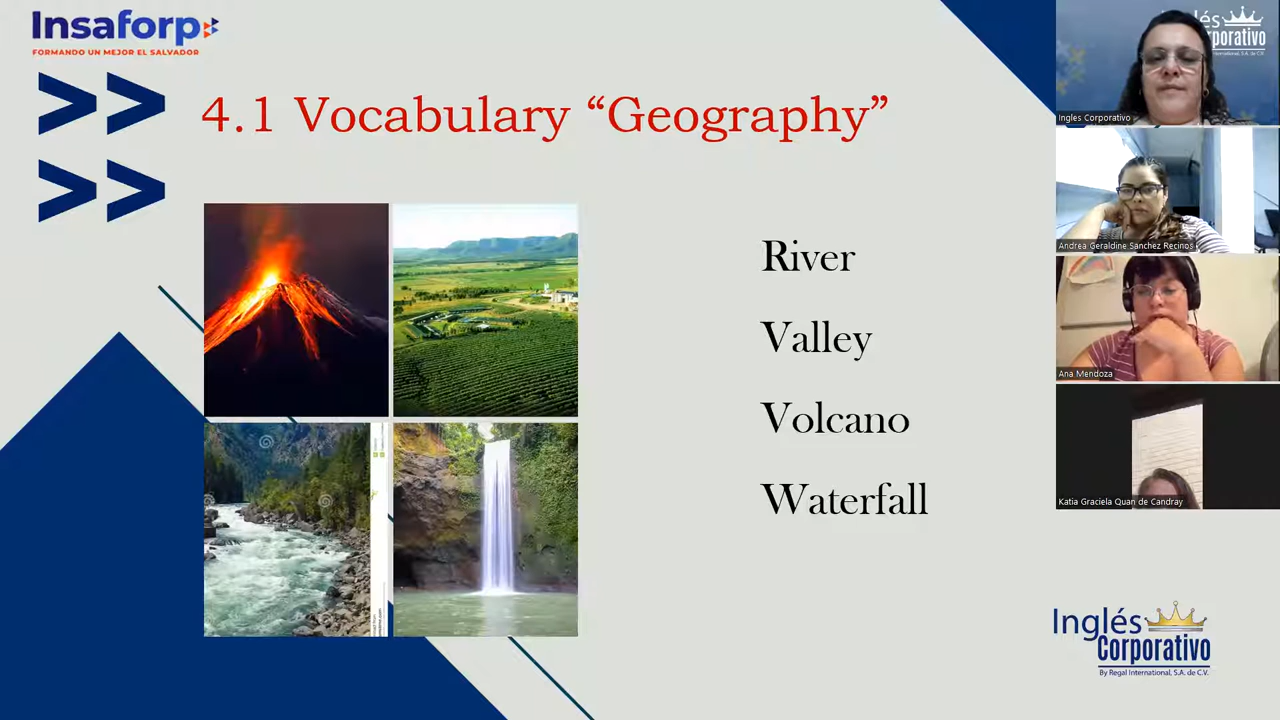 Insaforp
FORMANDO UN MEJOR EL SALVADOR
>> 4.1 Vocabulary “Geography”
>>
River
Valley
Volcano
Waterfall
Inglés
Corporativo
By Regal International, S.A. de C.V.
Corporativo
Ingles Corporativo
Andrea Geraldine Sanchez Recinos
Ana Mendoza
Katia Graciela Quan de Candray